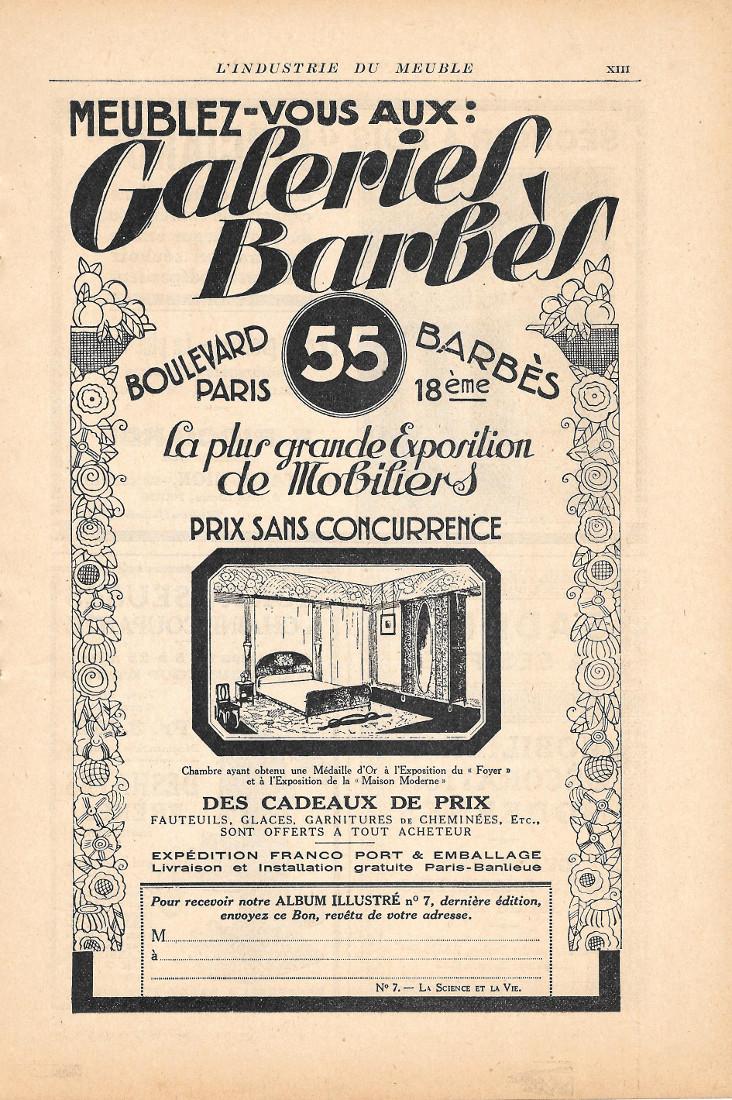 L'INDUSTRIE DU MEUBLE XIII
MEUBLEZ-VOUS AUX:
Galeries
Barbès
BOULEVARD 55 BARBÈS
PARIS 18ème
La plus grande Exposition
de Mobiliers
PRIX SANS CONCURRENCE
Chambre ayant obtenu une Médaille d'Or à l'Exposition du « Foyer »
et à l'Exposition de la « Maison Moderne »
DES CADEAUX DE PRIX
FAUTEUILS, GLACES, GARNITURES DE CHEMINÉES, ETC.,
SONT OFFERTS A TOUT ACHETEUR
EXPÉDITION FRANCO PORT & EMBALLAGE
Livraison et Installation gratuite Paris-Banlieue
Pour recevoir notre ALBUM ILLUSTRÉ nº 7, dernière édition,
envoyez ce Bon, revêtu de votre adresse.
M
à
Nº 7. — LA SCIENCE ET LA VIE.